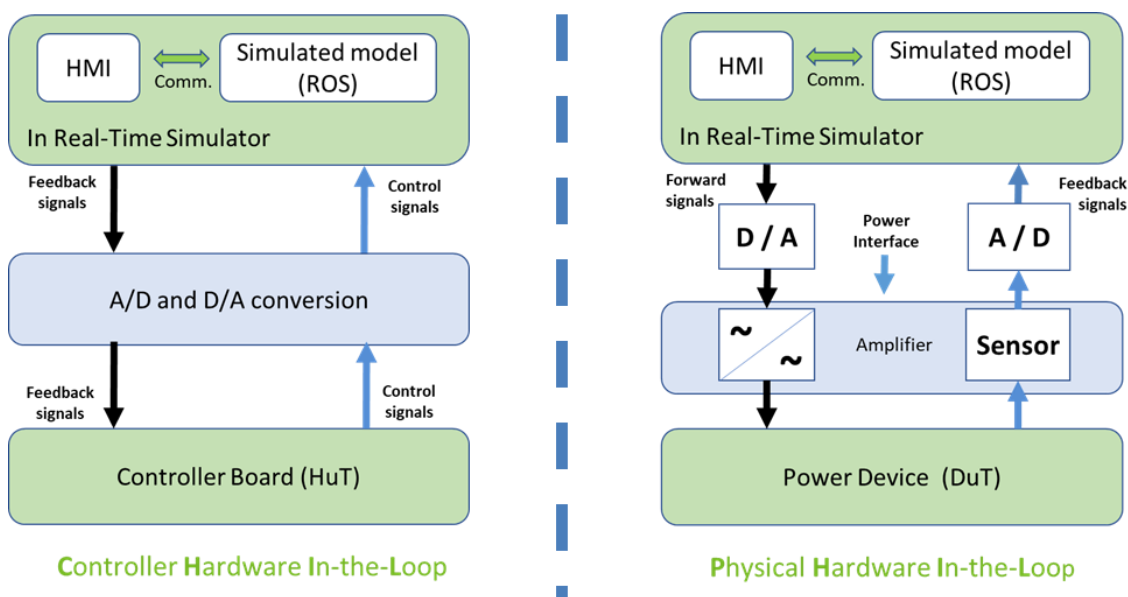 HMI
Comm.
Simulated model
(ROS)
In Real-Time Simulator
Feedback
signals
Control
signals
A/D and D/A conversion
Feedback
signals
Control
signals
Controller Board (HuT)
Controller Hardware In-the-Loop
HMI
Comm.
Simulated model
(ROS)
In Real-Time Simulator
Forward
signals
Feedback
signals
D / A
Power
Interface
A / D
~
~
Amplifier
Sensor
Power Device (DuT)
Physical Hardware In-the-Loop